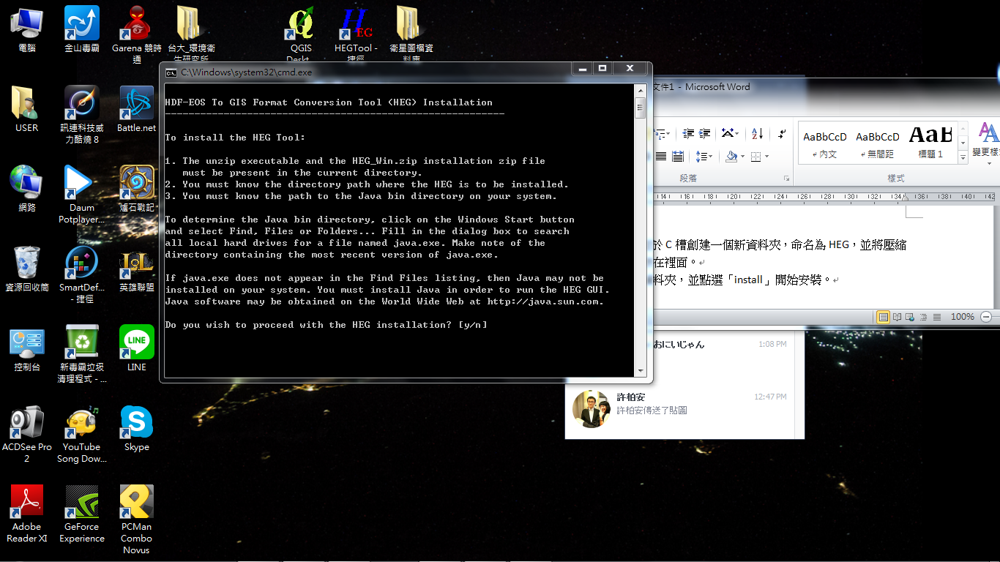 電腦
金山毒霸
Garena 競時
通
台大_環境衛
生研究所
QGIS
Deskt...
HEGTool -
捷徑
衛星圖檔資
料庫
USER
訊連科技威
力酷燒 8
Battle.net
網路
Daum
Potplayer...
爐石戰記
資源回收筒
SmartDef...
- 捷徑
英雄聯盟
控制台
新毒霸垃圾
清理程式 - ...
LINE
ACDSee Pro
2
YouTube
Song Dow...
Skype
Adobe
Reader XI
GeForce
Experience
PCMan
Combo
Novus
C:\Windows\system32\cmd.exe
HDF-EOS To GIS Format Conversion Tool (HEG) Installation
----------------------------------------------------------
To install the HEG Tool:
1. The unzip executable and the HEG_Win.zip installation zip file
must be present in the current directory.
2. You must know the directory path where the HEG is to be installed.
3. You must know the path to the Java bin directory on your system.
To determine the Java bin directory, click on the Windows Start button
and select Find, Files or Folders... Fill in the dialog box to search
all local hard drives for a file named java.exe. Make note of the
directory containing the most recent version of java.exe.
If java.exe does not appear in the Find Files listing, then Java may not be
installed on your system. You must install Java in order to run the HEG GUI.
Java software may be obtained on the World Wide Web at http://java.sun.com.
Do you wish to proceed with the HEG installation? [y/n]
文件1 - Microsoft Word
AaBbCcD AaBbCcD AaB
內文 無間距 標題 1
變更樣
段落 樣式
114 116 118 120 122 124 126 128 130 132 134 136 138 140 42
於 C 槽創建一個新資料夾，命名為 HEG，並將壓縮
在裡面。
料夾，並點選「install」開始安裝。
100%
おにいじゃん 1:08 PM
許柏安 12:47 PM
許柏安傳送了貼圖